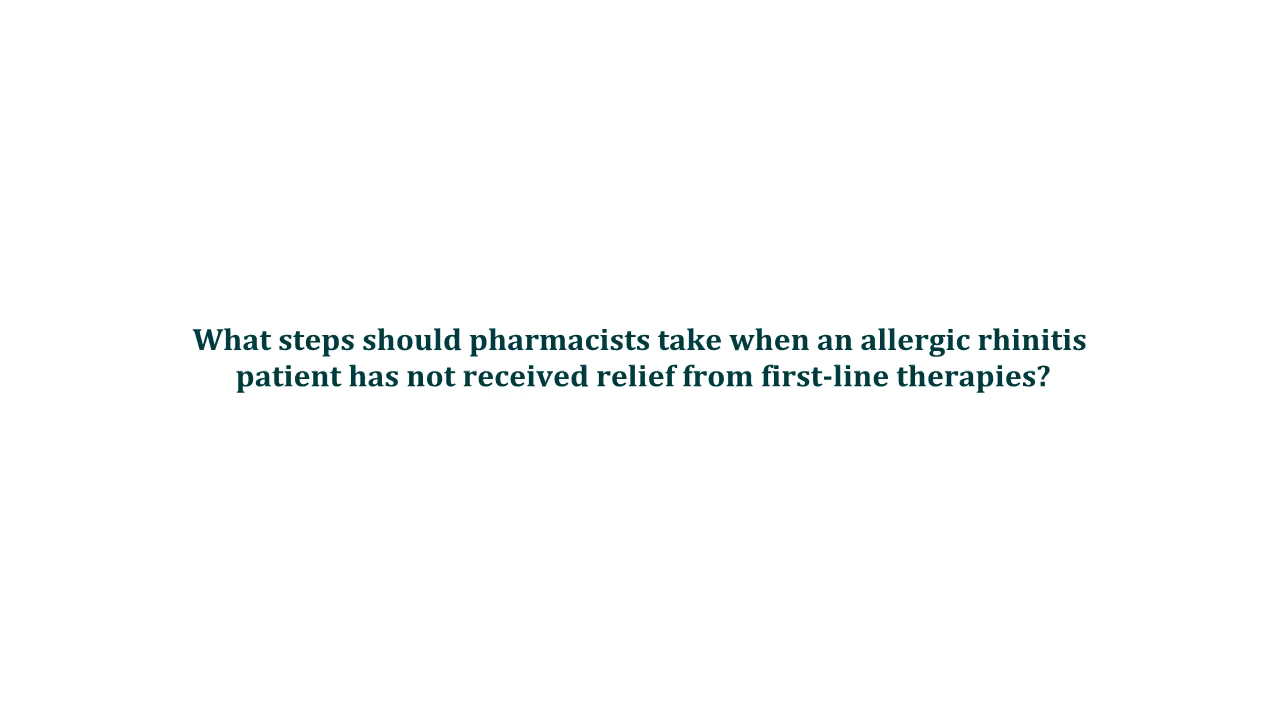 What steps should pharmacists take when an allergic rhinitis
patient has not received relief from first-line therapies?